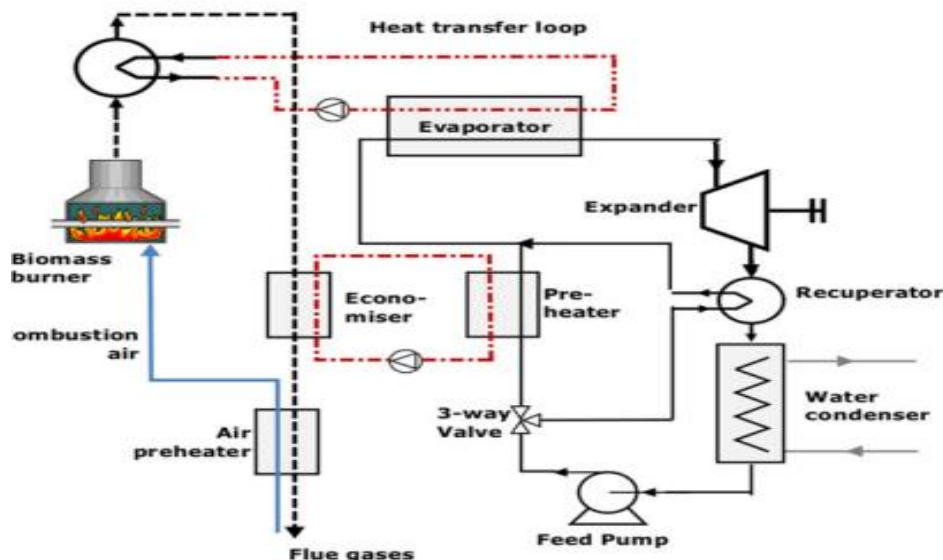 Heat transfer loop
Evaporator
Expander
Biomass
burner
Econo-
miser
Pre-
heater
Recuperator
ombustion
air
3-way
Valve
Water
condenser
Air
preheater
Feed Pump
Flue gases